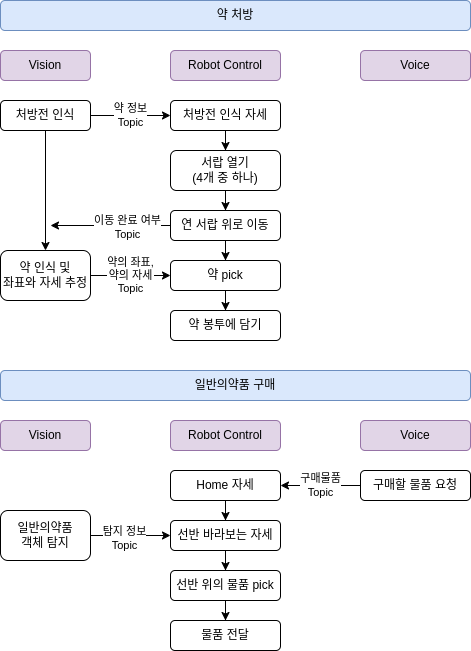 약 처방
Vision
Robot Control
Voice
처방전 인식
약 정보
Topic
처방전 인식 자세
서랍 열기
(4개 중 하나)
이동 완료 여부
Topic
연 서랍 위로 이동
약 인식 및
좌표와 자세 추정
약의 좌표,
약의 자세
Topic
약 pick
약 봉투에 담기
일반의약품 구매
Vision
Robot Control
Voice
Home 자세
구매물품
Topic
구매할 물품 요청
일반의약품
객체 탐지
탐지 정보
Topic
선반 바라보는 자세
선반 위의 물품 pick
물품 전달